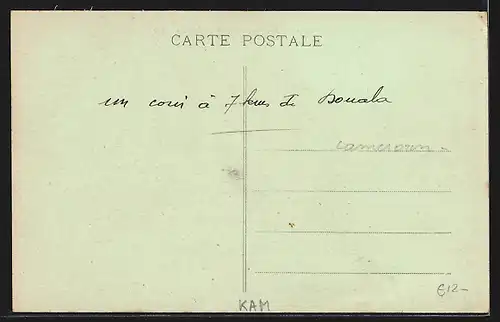 CARTE POSTALE
un coin à 7 kms de Douala
Cameroun -
€12-
KAM